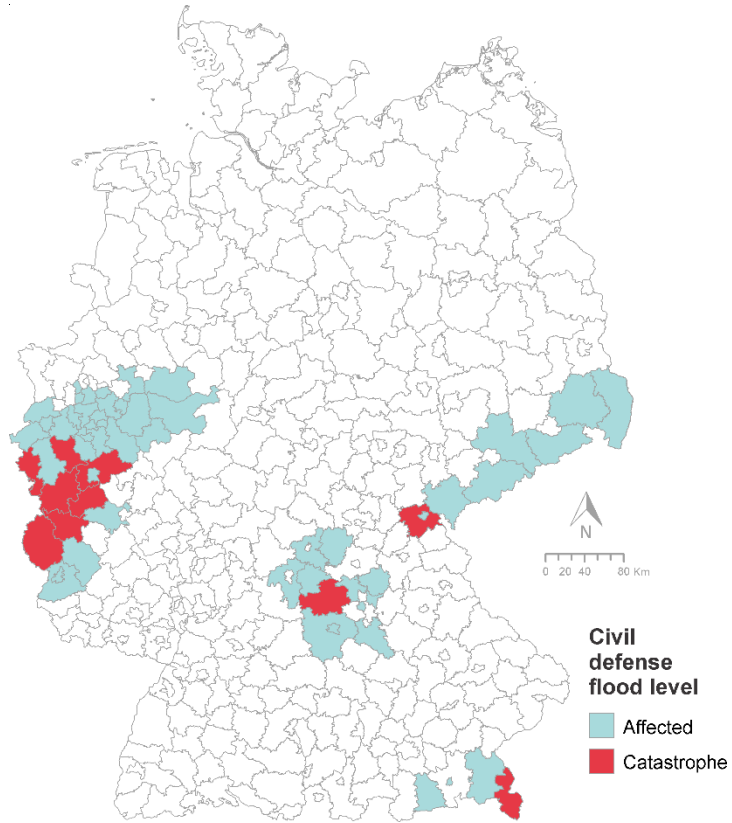 N
0 20 40 80 Km
Civil
defense
flood level
Affected
Catastrophe